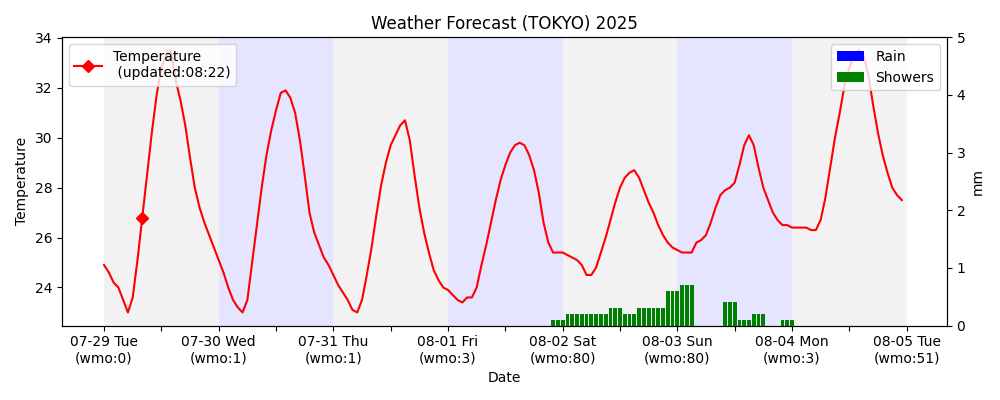 Weather Forecast (TOKYO) 2025
Temperature
(updated:08:22)
Rain
Showers
34
32
30
28
26
24
Temperature
5
4
3
2
1
0
mm
07-29 Tue
(wmo:0)
07-30 Wed
(wmo:1)
07-31 Thu
(wmo:1)
08-01 Fri
(wmo:3)
08-02 Sat
(wmo:80)
08-03 Sun
(wmo:80)
08-04 Mon
(wmo:3)
08-05 Tue
(wmo:51)
Date